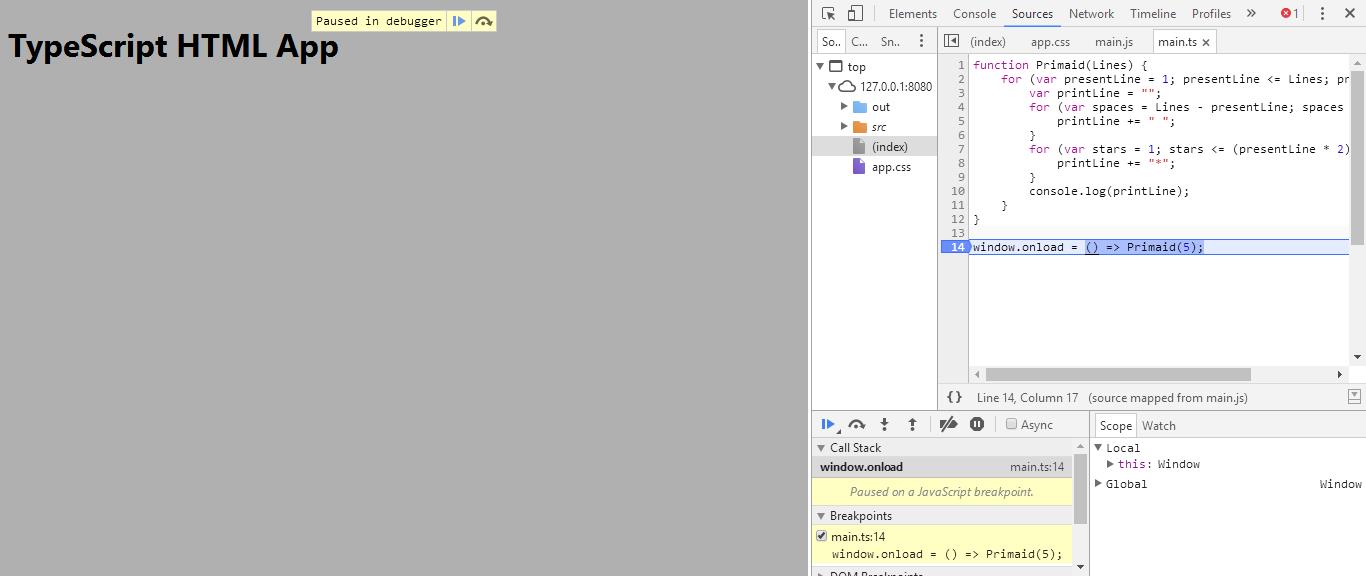 Paused in debugger
TypeScript HTML App
Elements Console Sources Network Timeline Profiles » 1
So.. C... Sn..
(index) app.css main.js main.ts ×
top
127.0.0.1:8080
out
src
(index)
app.css
1 function Primaid(Lines) {
2 for (var presentLine = 1; presentLine <= Lines; pr
3 var printLine = "";
4 for (var spaces = Lines - presentLine; spaces
5 printLine += " ";
6 }
7 for (var stars = 1; stars <= (presentLine * 2)
8 printLine += "*";
9 }
10 console.log(printLine);
11 }
12 }
13
14 window.onload = () => Primaid(5);
{} Line 14, Column 17 (source mapped from main.js)
Async
Call Stack
window.onload main.ts:14
Paused on a JavaScript breakpoint.
Breakpoints
main.ts:14
window.onload = () => Primaid(5);
DOM Breakpoints
Scope Watch
Local
this: Window
Global Window